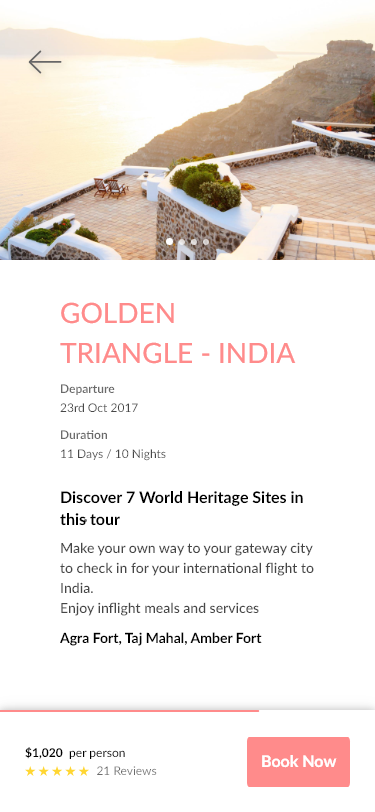 GOLDEN
TRIANGLE - INDIA
Departure
23rd Oct 2017
Duration
11 Days / 10 Nights
Discover 7 World Heritage Sites in
this tour
Make your own way to your gateway city
to check in for your international flight to
India.
Enjoy inflight meals and services
Agra Fort, Taj Mahal, Amber Fort
$1,020 per person
21 Reviews
Book Now